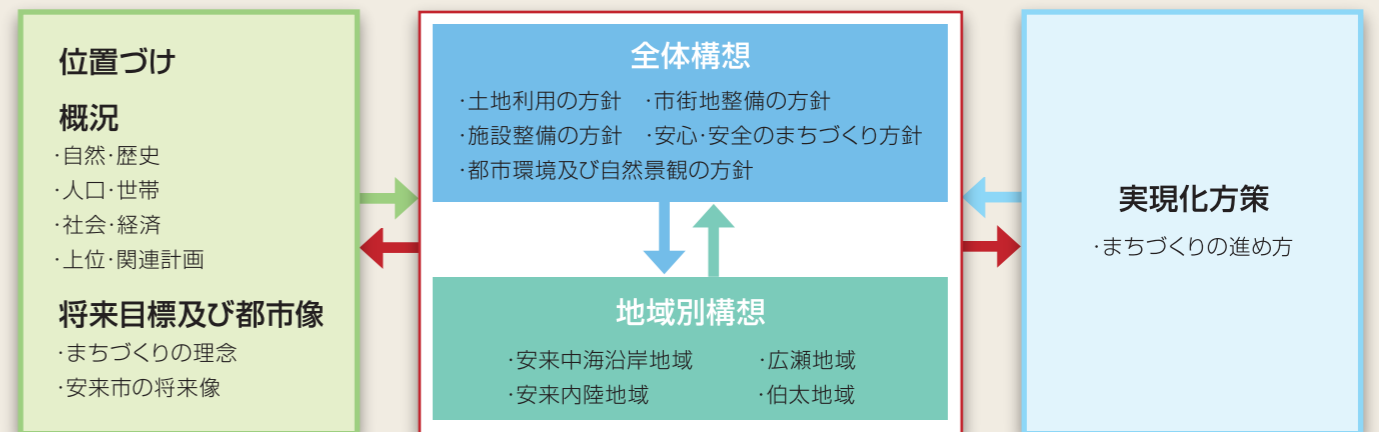 位置づけ
概況
・自然・歴史
・人口・世帯
・社会・経済
・上位・関連計画
将来目標及び都市像
・まちづくりの理念
・安来市の将来像
全体構想
・土地利用の方針 ・市街地整備の方針
・施設整備の方針 ・安心・安全のまちづくり方針
・都市環境及び自然景観の方針
地域別構想
・安来中海沿岸地域 ・広瀬地域
・安来内陸地域 ・伯太地域
実現化方策
・まちづくりの進め方